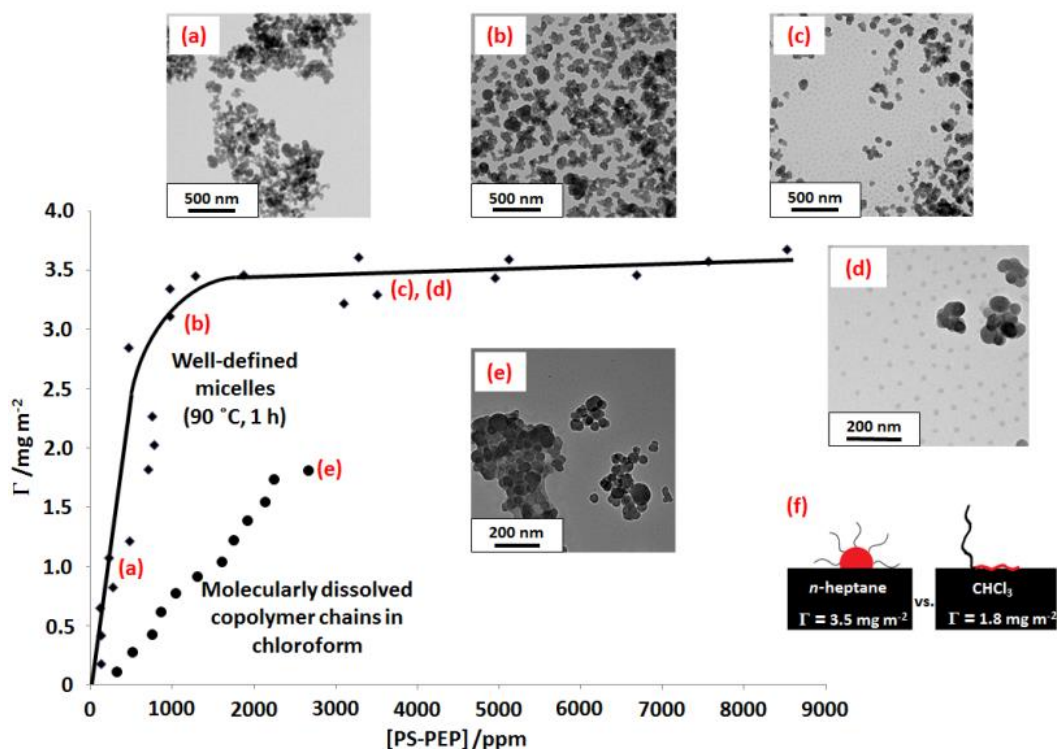 (a)
(b)
(c)
500 nm
500 nm
500 nm
4.0
3.5
3.0
2.5
2.0
1.5
1.0
0.5
0
Γ /mg m⁻²
(b)
(c), (d)
Well-defined
micelles
(90 ˚C, 1 h)
(a)
(e)
Molecularly dissolved
copolymer chains in
chloroform
(d)
200 nm
(e)
200 nm
(f)
n-heptane
Γ = 3.5 mg m⁻²
vs.
CHCl₃
Γ = 1.8 mg m⁻²
0 1000 2000 3000 4000 5000 6000 7000 8000 9000
[PS-PEP] /ppm